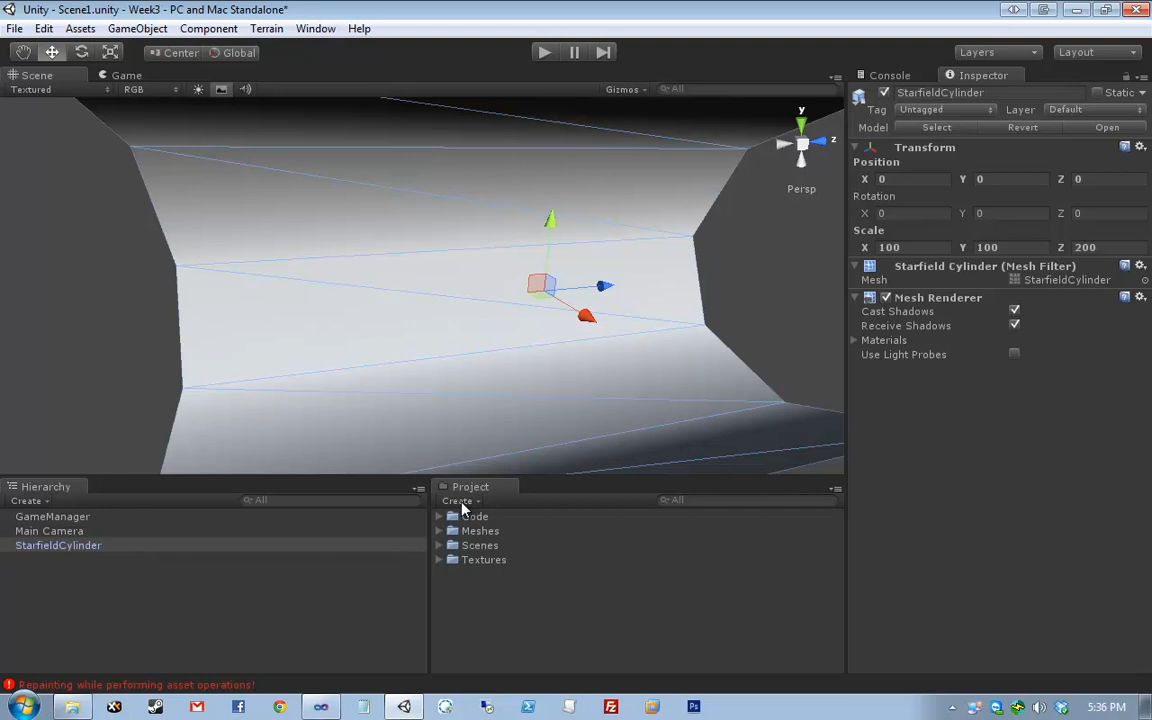 Unity - Scene1.unity - Week3 - PC and Mac Standalone*
File Edit Assets GameObject Component Terrain Window Help
Center Global Layers Layout
Scene Game Console Inspector
Textured RGB Gizmos All
StarfieldCylinder Static
Tag Untagged Layer Default
Model Select Revert Open
Transform
Position
X 0 Y 0 Z 0
Rotation
X 0 Y 0 Z 0
Scale
X 100 Y 100 Z 200
Starfield Cylinder (Mesh Filter)
Mesh StarfieldCylinder
Mesh Renderer
Cast Shadows
Receive Shadows
Materials
Use Light Probes
y
z
Persp
Hierarchy
Create All
GameManager
Main Camera
StarfieldCylinder
Project
Create All
Code
Meshes
Scenes
Textures
Repainting while performing asset operations!
Ps 5:36 PM